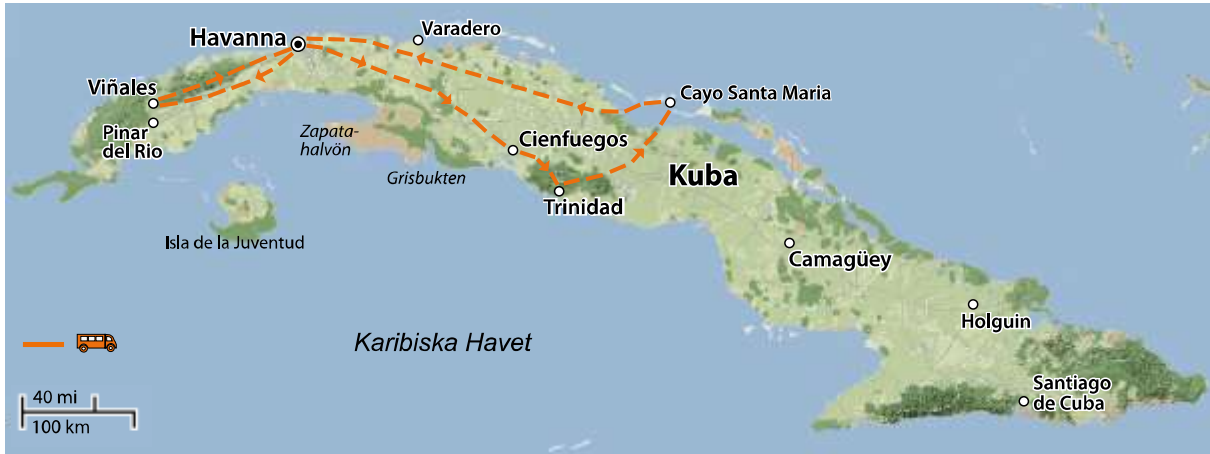 Havanna
Varadero
Viñales
Pinar
del Rio
Zapata-
halvön
Cienfuegos
Cayo Santa Maria
Grisbukten
Kuba
Trinidad
Isla de la Juventud
Camagüey
Holguin
Karibiska Havet
Santiago
de Cuba
40 mi
100 km